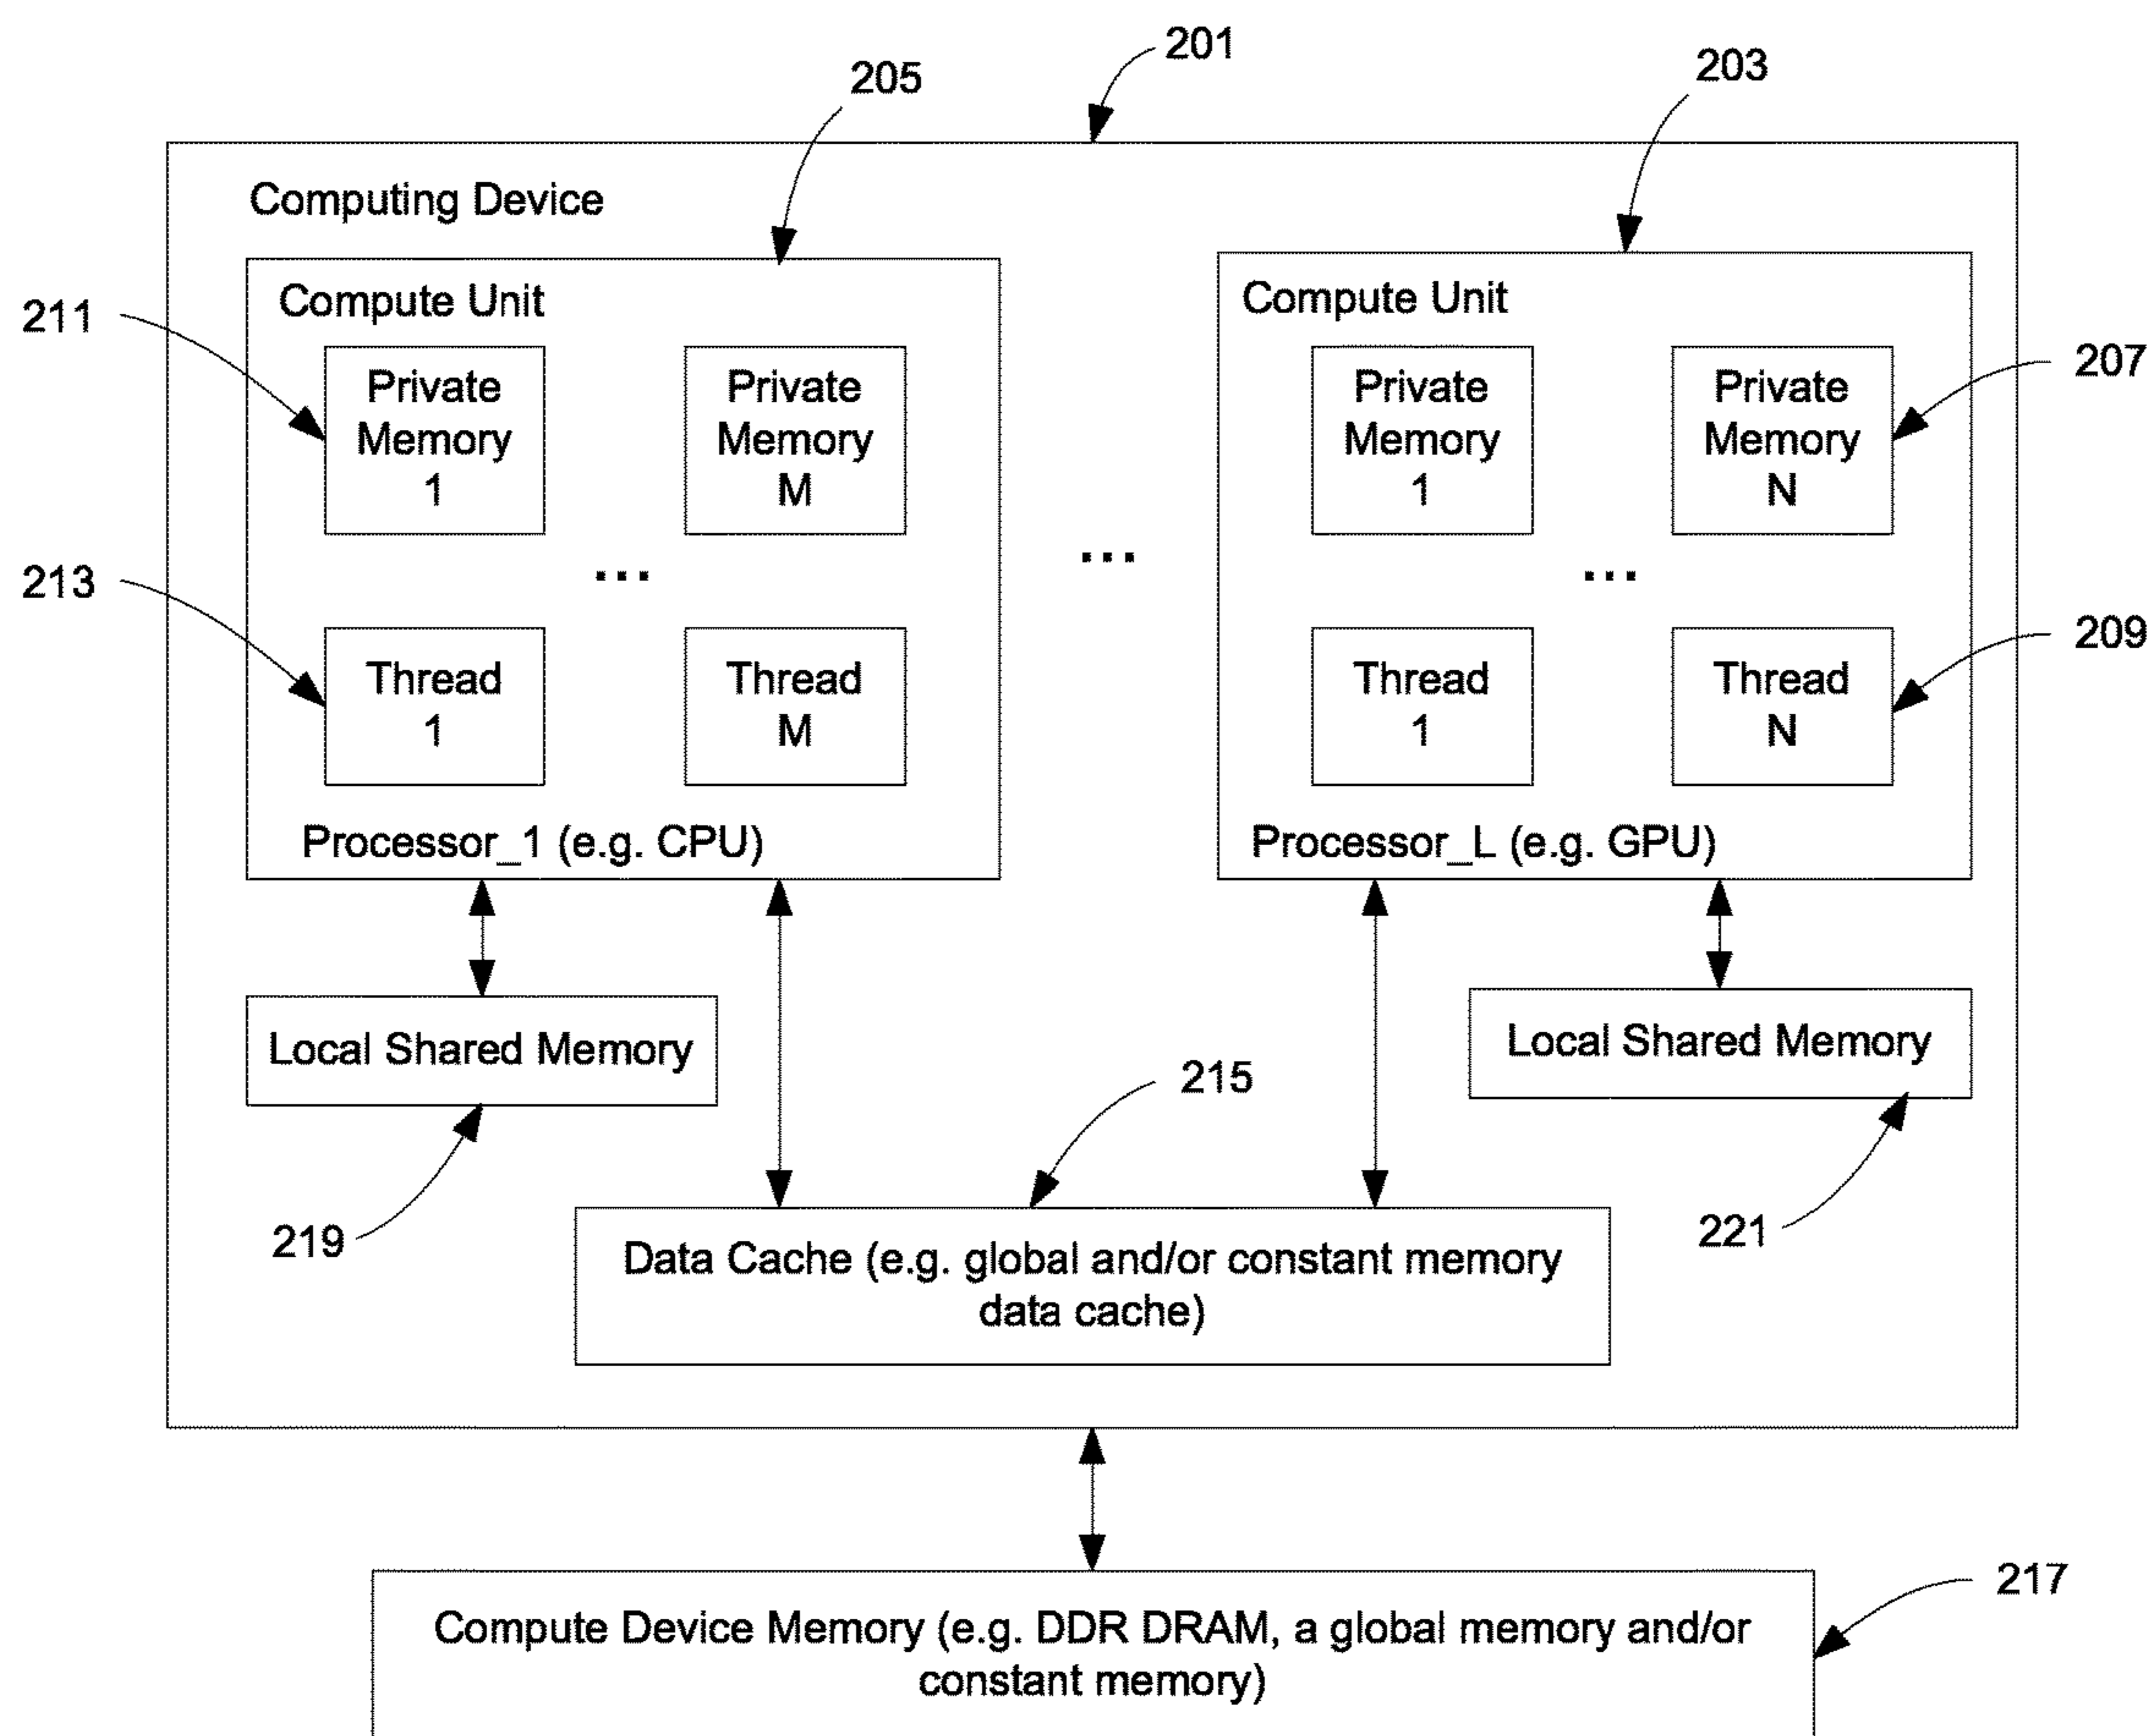 201
205
203
Computing Device
Compute Unit
Compute Unit
211
Private
Memory
1
Private
Memory
M
Private
Memory
1
Private
Memory
N
207
...
...
...
213
Thread
1
Thread
M
Thread
1
Thread
N
209
Processor_1 (e.g. CPU)
Processor_L (e.g. GPU)
Local Shared Memory
Local Shared Memory
215
219
221
Data Cache (e.g. global and/or constant memory
data cache)
217
Compute Device Memory (e.g. DDR DRAM, a global memory and/or
constant memory)